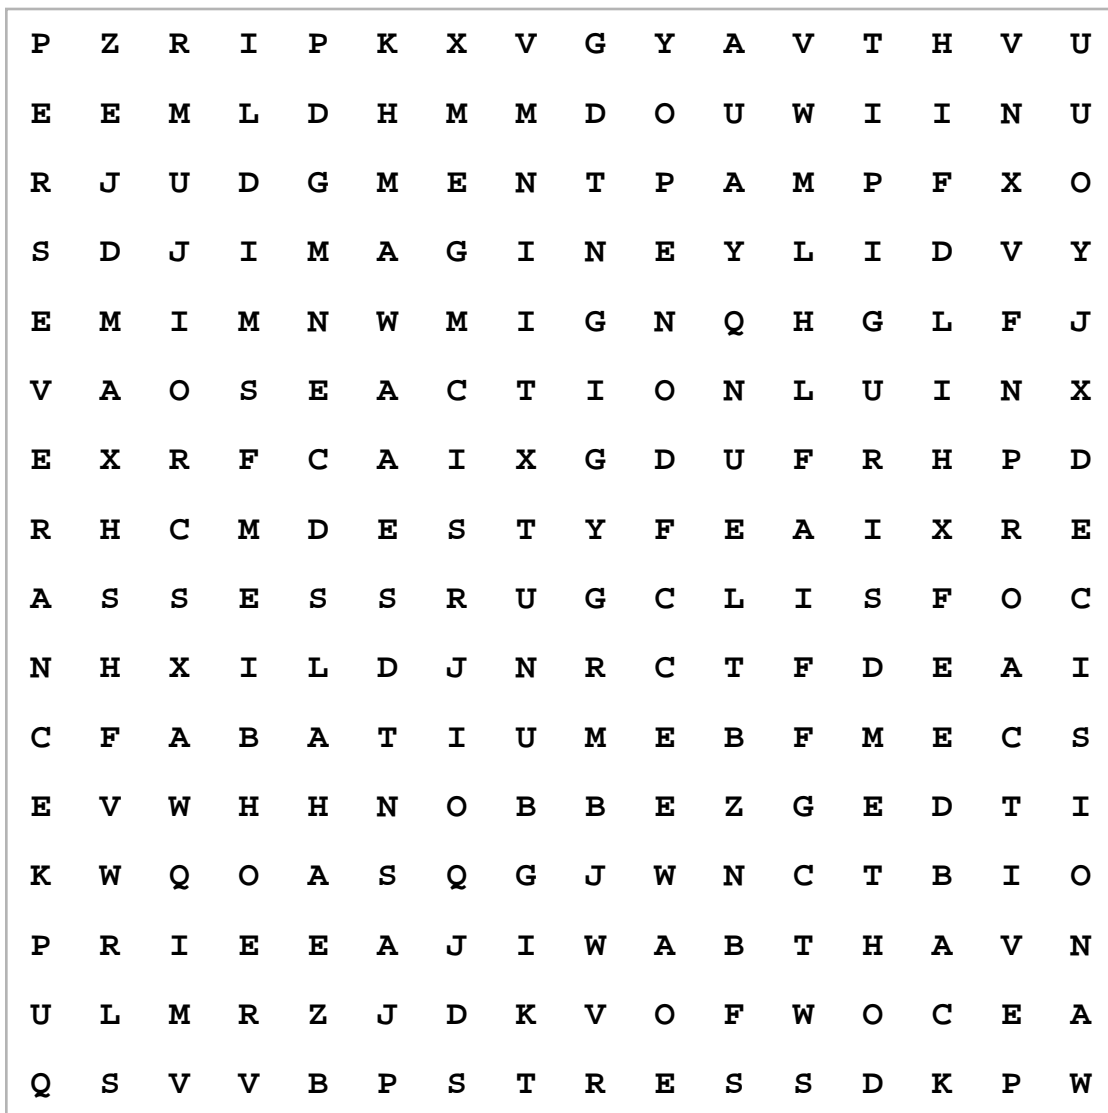 P Z R I P K X V G Y A V T H V U
E E M L D H M M D O U W I I N U
R J U D G M E N T P A M P F X O
S D J I M A G I N E Y L I D V Y
E M I M N W M I G N Q H G L F J
V A O S E A C T I O N L U I N X
E X R F C A I X G D U F R H P D
R H C M D E S T Y F E A I X R E
A S S E S S R U G C L I S F O C
N H X I L D J N R C T F D E A I
C F A B A T I U M E B F M E C S
E V W H H N O B B E Z G E D T I
K W Q O A S Q G J W N C T B I O
P R I E E A J I W A B T H A V N
U L M R Z J D K V O F W O C E A
Q S V V B P S T R E S S D K P W